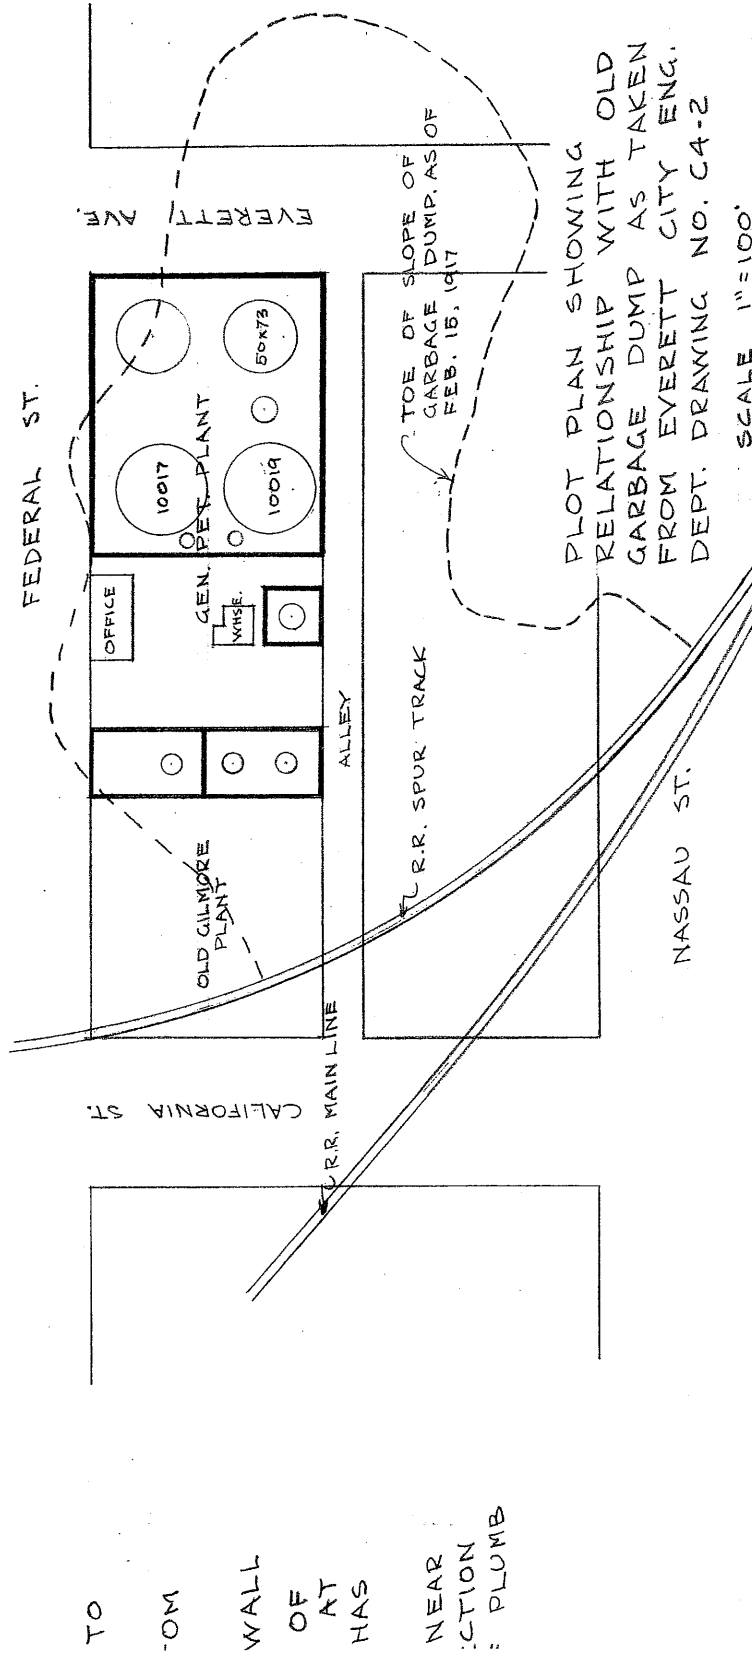 FEDERAL ST.
EVERETT
AVE.
10017
50x73
10019
GEN. PET. PLANT
OFFICE
WHSE.
ALLEY
OLD GILMORE
PLANT
R.R. SPUR TRACK
TOE OF SLOPE OF
GARBAGE DUMP. AS OF
FEB. 15, 1917
CALIFORNIA ST.
R.R. MAIN LINE
NASSAU ST.
PLOT PLAN SHOWING
RELATIONSHIP WITH OLD
GARBAGE DUMP AS TAKEN
FROM EVERETT CITY ENG.
DEPT. DRAWING NO. C4-2
SCALE 1"=100'
TO
OM
WALL
OF
AT
HAS
NEAR
CTION
PLUMB